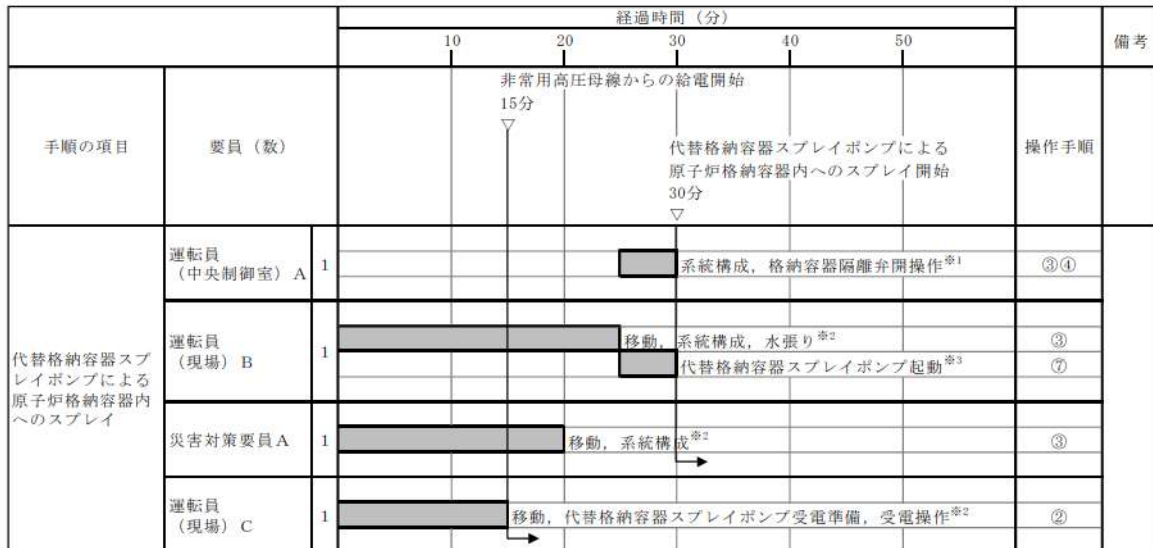 経過時間（分）
備考
10 20 30 40 50
手順の項目
要員（数）
非常用高圧母線からの給電開始
15分
▽
代替格納容器スプレイポンプによる
原子炉格納容器内へのスプレイ開始
30分
▽
操作手順
代替格納容器スプ
レイポンプによる
原子炉格納容器内
へのスプレイ
運転員
（中央制御室）A
1
系統構成，格納容器隔離弁開操作※1
③④
運転員
（現場）B
1
移動，系統構成，水張り※2
③
代替格納容器スプレイポンプ起動※3
⑦
災害対策要員A
1
移動，系統構成※2
③
運転員
（現場）C
1
移動，代替格納容器スプレイポンプ受電準備，受電操作※2
②